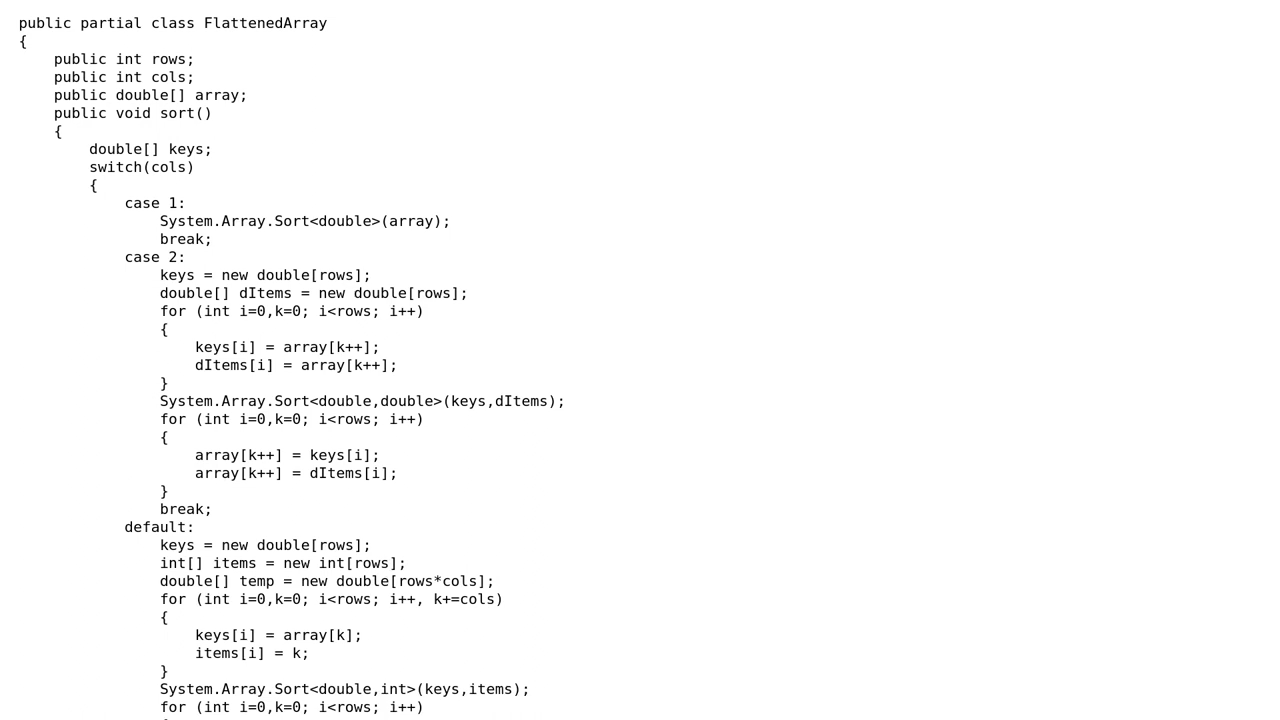 public partial class FlattenedArray
{
    public int rows;
    public int cols;
    public double[] array;
    public void sort()
    {
        double[] keys;
        switch(cols)
        {
            case 1:
                System.Array.Sort<double>(array);
                break;
            case 2:
                keys = new double[rows];
                double[] dItems = new double[rows];
                for (int i=0,k=0; i<rows; i++)
                {
                    keys[i] = array[k++];
                    dItems[i] = array[k++];
                }
                System.Array.Sort<double,double>(keys,dItems);
                for (int i=0,k=0; i<rows; i++)
                {
                    array[k++] = keys[i];
                    array[k++] = dItems[i];
                }
                break;
            default:
                keys = new double[rows];
                int[] items = new int[rows];
                double[] temp = new double[rows*cols];
                for (int i=0,k=0; i<rows; i++, k+=cols)
                {
                    keys[i] = array[k];
                    items[i] = k;
                }
                System.Array.Sort<double,int>(keys,items);
                for (int i=0,k=0; i<rows; i++)